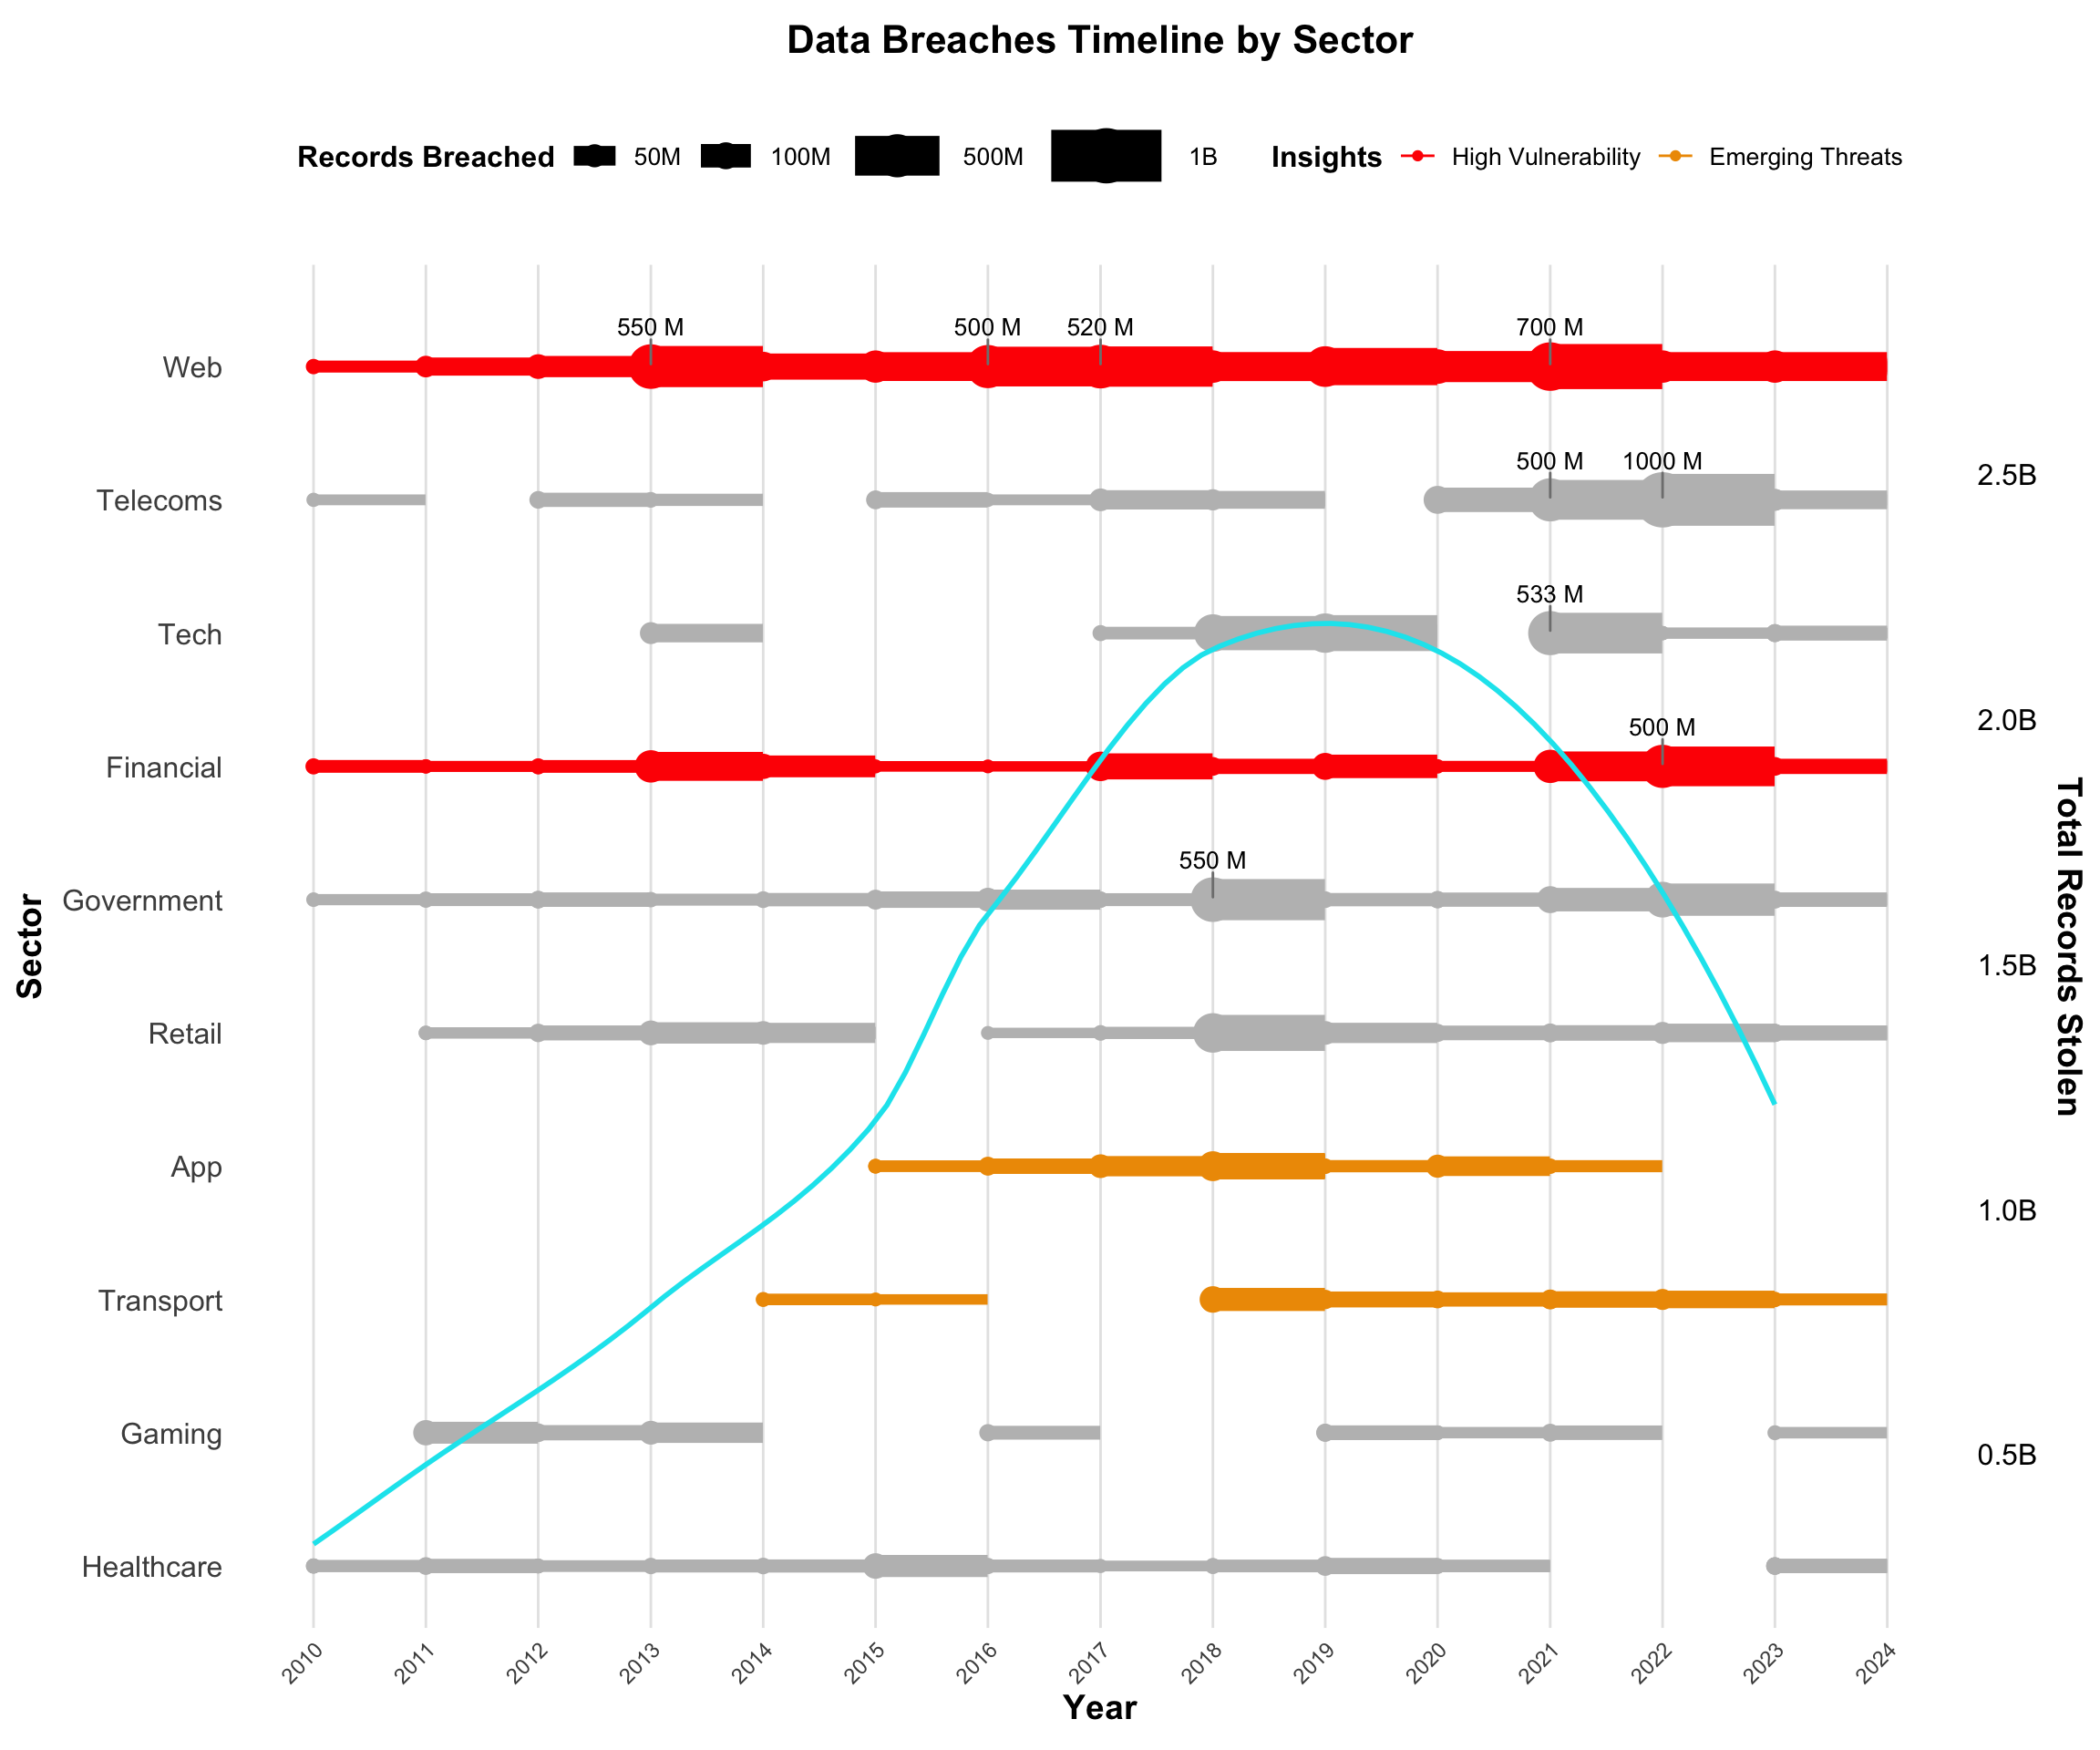 Data Breaches Timeline by Sector
Records Breached 50M 100M 500M 1B Insights High Vulnerability Emerging Threats
550 M 500 M 520 M 700 M
Web
500 M 1000 M
2.5B
Telecoms
533 M
Tech
2.0B
500 M
Financial
550 M
Government
Sector
Total Records Stolen
1.5B
Retail
App
1.0B
Transport
Gaming
0.5B
Healthcare
2010 2011 2012 2013 2014 2015 2016 2017 2018 2019 2020 2021 2022 2023 2024
Year